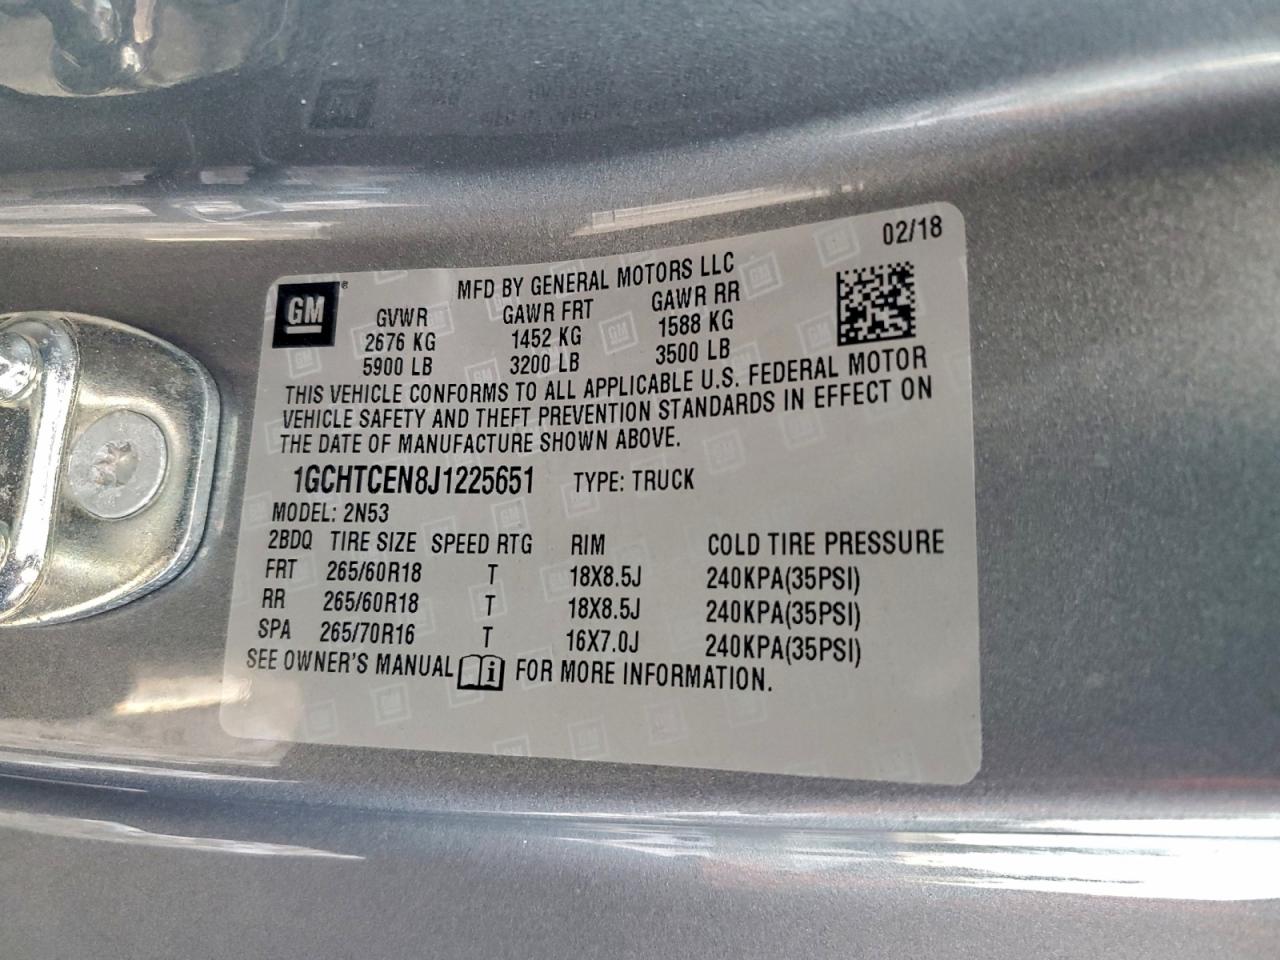 02/18
MFD BY GENERAL MOTORS LLC
GM ®
GVWR GAWR FRT GAWR RR
2676 KG 1452 KG 1588 KG
5900 LB 3200 LB 3500 LB
THIS VEHICLE CONFORMS TO ALL APPLICABLE U.S. FEDERAL MOTOR
VEHICLE SAFETY AND THEFT PREVENTION STANDARDS IN EFFECT ON
THE DATE OF MANUFACTURE SHOWN ABOVE.
1GCHTCEN8J1225651 TYPE: TRUCK
MODEL: 2N53
2BDQ TIRE SIZE SPEED RTG RIM COLD TIRE PRESSURE
FRT 265/60R18 T 18X8.5J 240KPA(35PSI)
RR 265/60R18 T 18X8.5J 240KPA(35PSI)
SPA 265/70R16 T 16X7.0J 240KPA(35PSI)
SEE OWNER'S MANUAL i FOR MORE INFORMATION.